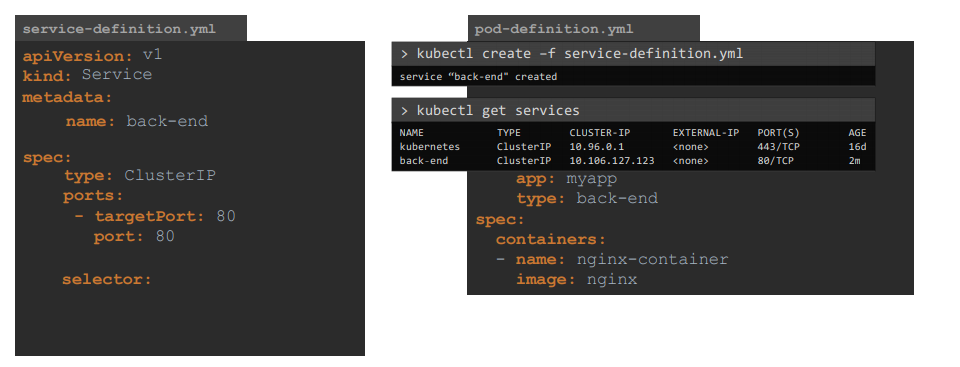 service-definition.yml
apiVersion: v1
kind: Service
metadata:
name: back-end
spec:
type: ClusterIP
ports:
- targetPort: 80
port: 80
selector:
pod-definition.yml
> kubectl create –f service-definition.yml
service “back-end" created
> kubectl get services
NAME TYPE CLUSTER-IP EXTERNAL-IP PORT(S) AGE
kubernetes ClusterIP 10.96.0.1 <none> 443/TCP 16d
back-end ClusterIP 10.106.127.123 <none> 80/TCP 2m
app: myapp
type: back-end
spec:
containers:
- name: nginx-container
image: nginx